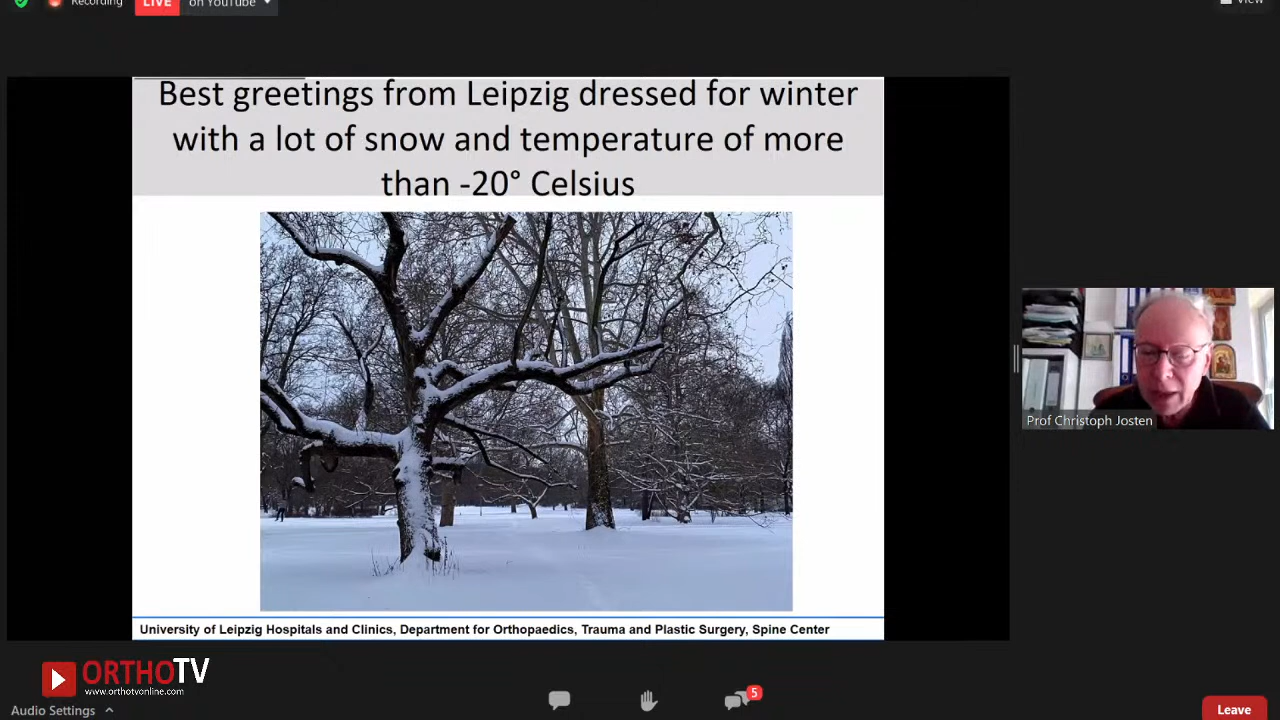 Recording
LIVE
on YouTube
View
Best greetings from Leipzig dressed for winter
with a lot of snow and temperature of more
than -20° Celsius
Prof Christoph Josten
University of Leipzig Hospitals and Clinics, Department for Orthopaedics, Trauma and Plastic Surgery, Spine Center
ORTHOTV
www.orthotvonline.com
5
Audio Settings
Leave